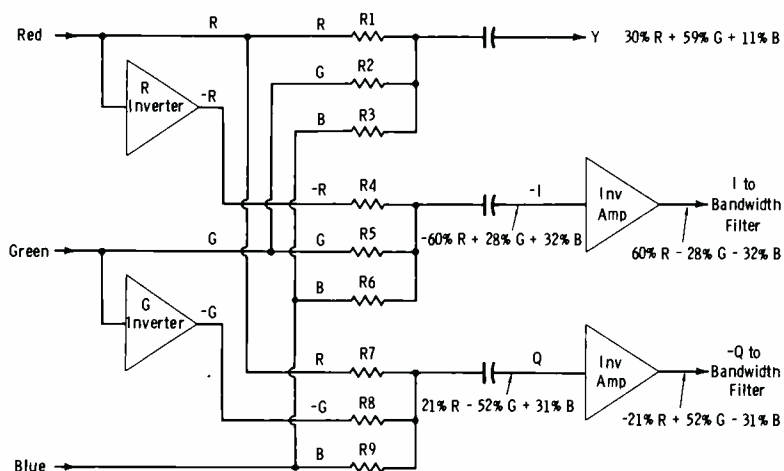 Red
R
R
R1
Y
30% R + 59% G + 11% B
G
R2
R
Inverter
-R
B
R3
-R
R4
-I
Inv
Amp
I to
Bandwidth
Filter
-60% R + 28% G + 32% B
60% R - 28% G - 32% B
Green
G
G
R5
B
R6
G
Inverter
-G
R
R7
Q
Inv
Amp
-Q to
Bandwidth
Filter
-G
R8
21% R - 52% G + 31% B
-21% R + 52% G - 31% B
Blue
B
R9